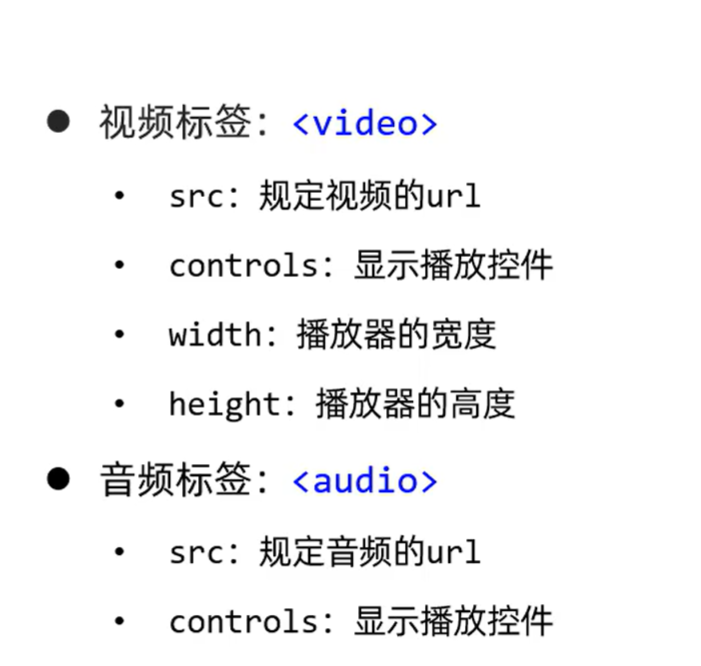 ● 视频标签：<video>
• src：规定视频的url
• controls：显示播放控件
• width：播放器的宽度
• height：播放器的高度
● 音频标签：<audio>
• src：规定音频的url
• controls：显示播放控件